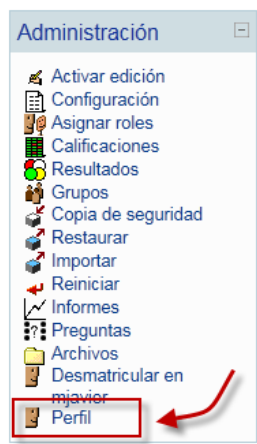 Administración
Activar edición
Configuración
Asignar roles
Calificaciones
Resultados
Grupos
Copia de seguridad
Restaurar
Importar
Reiniciar
Informes
Preguntas
Archivos
Desmatricular en
mjavier
Perfil